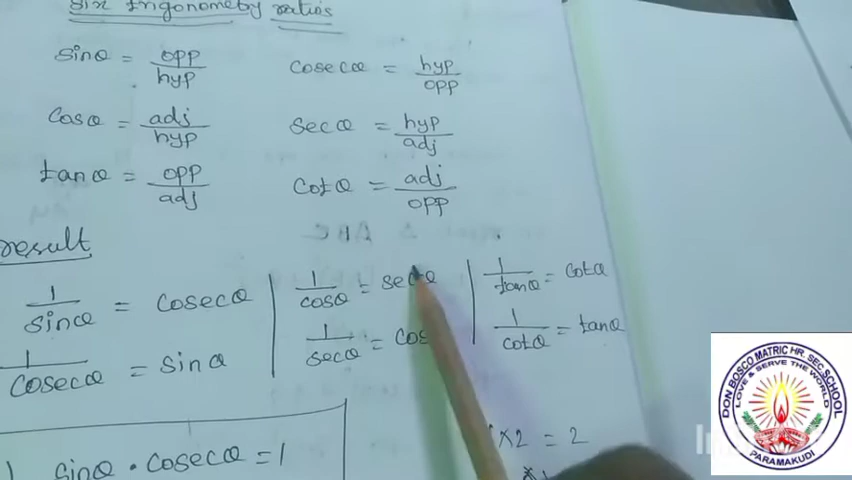 six trigonometry ratios
sinθ = opp/hyp cosecθ = hyp/opp
cosθ = adj/hyp secθ = hyp/adj
tanθ = opp/adj cotθ = adj/opp
result
1/sinθ = cosecθ | 1/cosθ = secθ | 1/tanθ = cotθ
1/cosecθ = sinθ | 1/secθ = cos | 1/cotθ = tanθ
×2 = 2
sinθ · cosecθ = 1
DON BOSCO MATRIC HR. SEC. SCHOOL
LOVE & SERVE THE WORLD
PARAMAKUDI